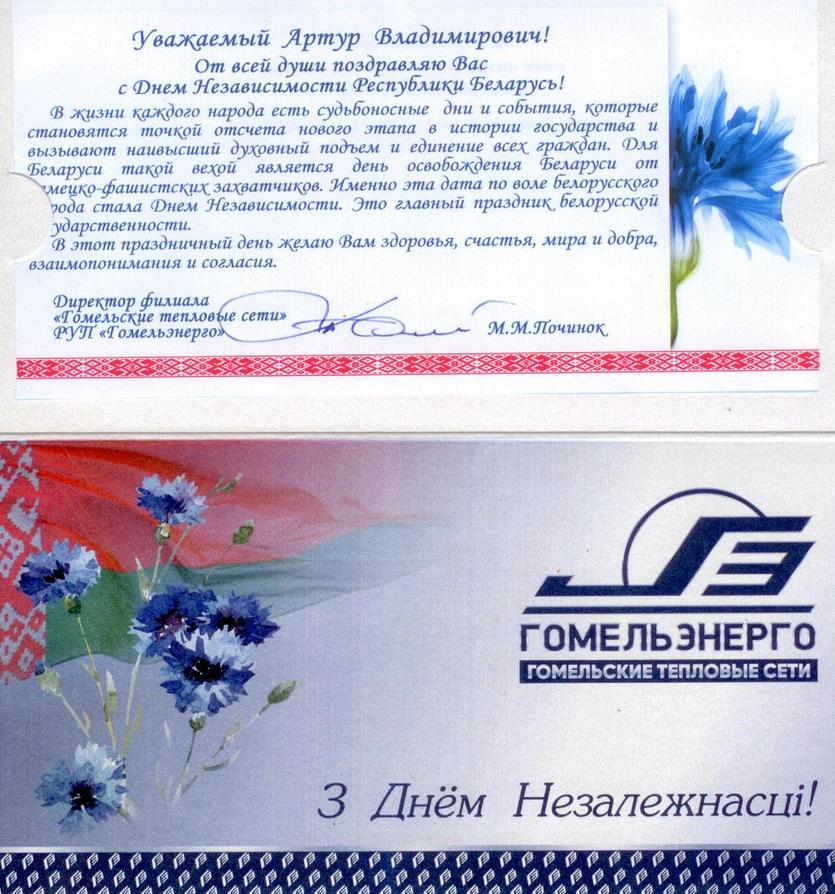 Уважаемый Артур Владимирович!
От всей души поздравляю Вас
с Днем Независимости Республики Беларусь!
В жизни каждого народа есть судьбоносные дни и события, которые
становятся точкой отсчета нового этапа в истории государства и
вызывают наивысший духовный подъем и единение всех граждан. Для
Беларуси такой вехой является день освобождения Беларуси от
мецко-фашистских захватчиков. Именно эта дата по воле белорусского
рода стала Днем Независимости. Это главный праздник белорусской
ударственности.
В этот праздничный день желаю Вам здоровья, счастья, мира и добра,
взаимопонимания и согласия.
Директор филиала
«Гомельские тепловые сети»
РУП «Гомельэнерго»
М.М.Починок
ГОМЕЛЬЭНЕРГО
ГОМЕЛЬСКИЕ ТЕПЛОВЫЕ СЕТИ
З Днём Незалежнасці!